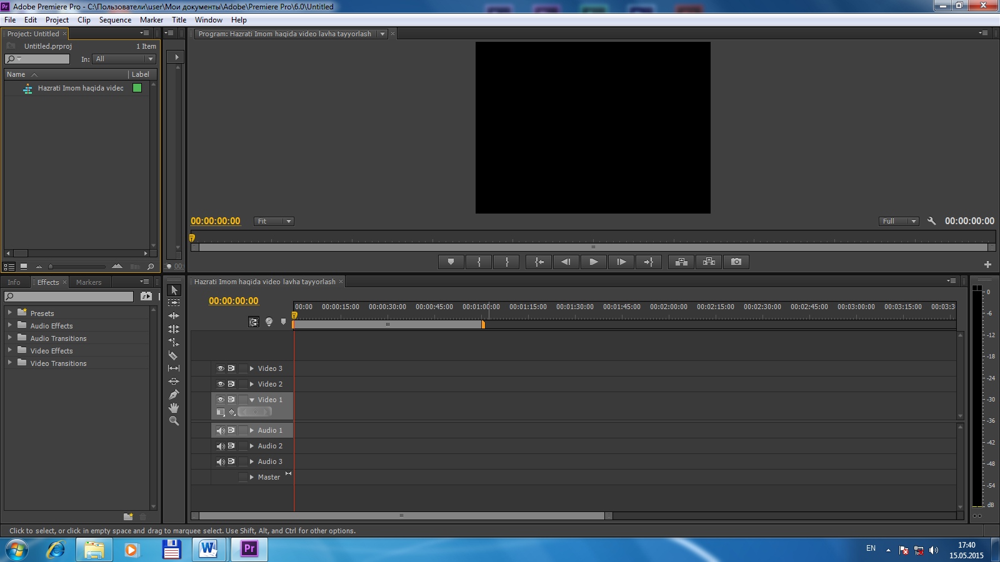 Pr Adobe Premiere Pro - C:\Пользователи\user\Мои документы\Adobe\Premiere Pro\6.0\Untitled
File Edit Project Clip Sequence Marker Title Window Help
Project: Untitled ×
Program: Hazrati Imom haqida video lavha tayyorlash
Untitled.prproj 1 Item
In: All
Name Label
Hazrati Imom haqida videc
00:00:00:00 Fit Full 00:00:00:00
00:
Info Effects × Markers
Presets
Audio Effects
Audio Transitions
Video Effects
Video Transitions
Hazrati Imom haqida video lavha tayyorlash ×
00:00:00:00
00:00 00:00:15:00 00:00:30:00 00:00:45:00 00:01:00:00 00:01:15:00 00:01:30:00 00:01:45:00 00:02:00:00 00:02:15:00 00:02:30:00 00:02:45:00 00:03:00:00 00:03:15:00 00:03:3
Video 3
Video 2
Video 1
Audio 1
Audio 2
Audio 3
Master
0
-6
-12
-18
-24
-30
-36
-42
-48
-54
dB
Click to select, or click in empty space and drag to marquee select. Use Shift, Alt, and Ctrl for other options.
W Pr
EN 17:40
15.05.2015